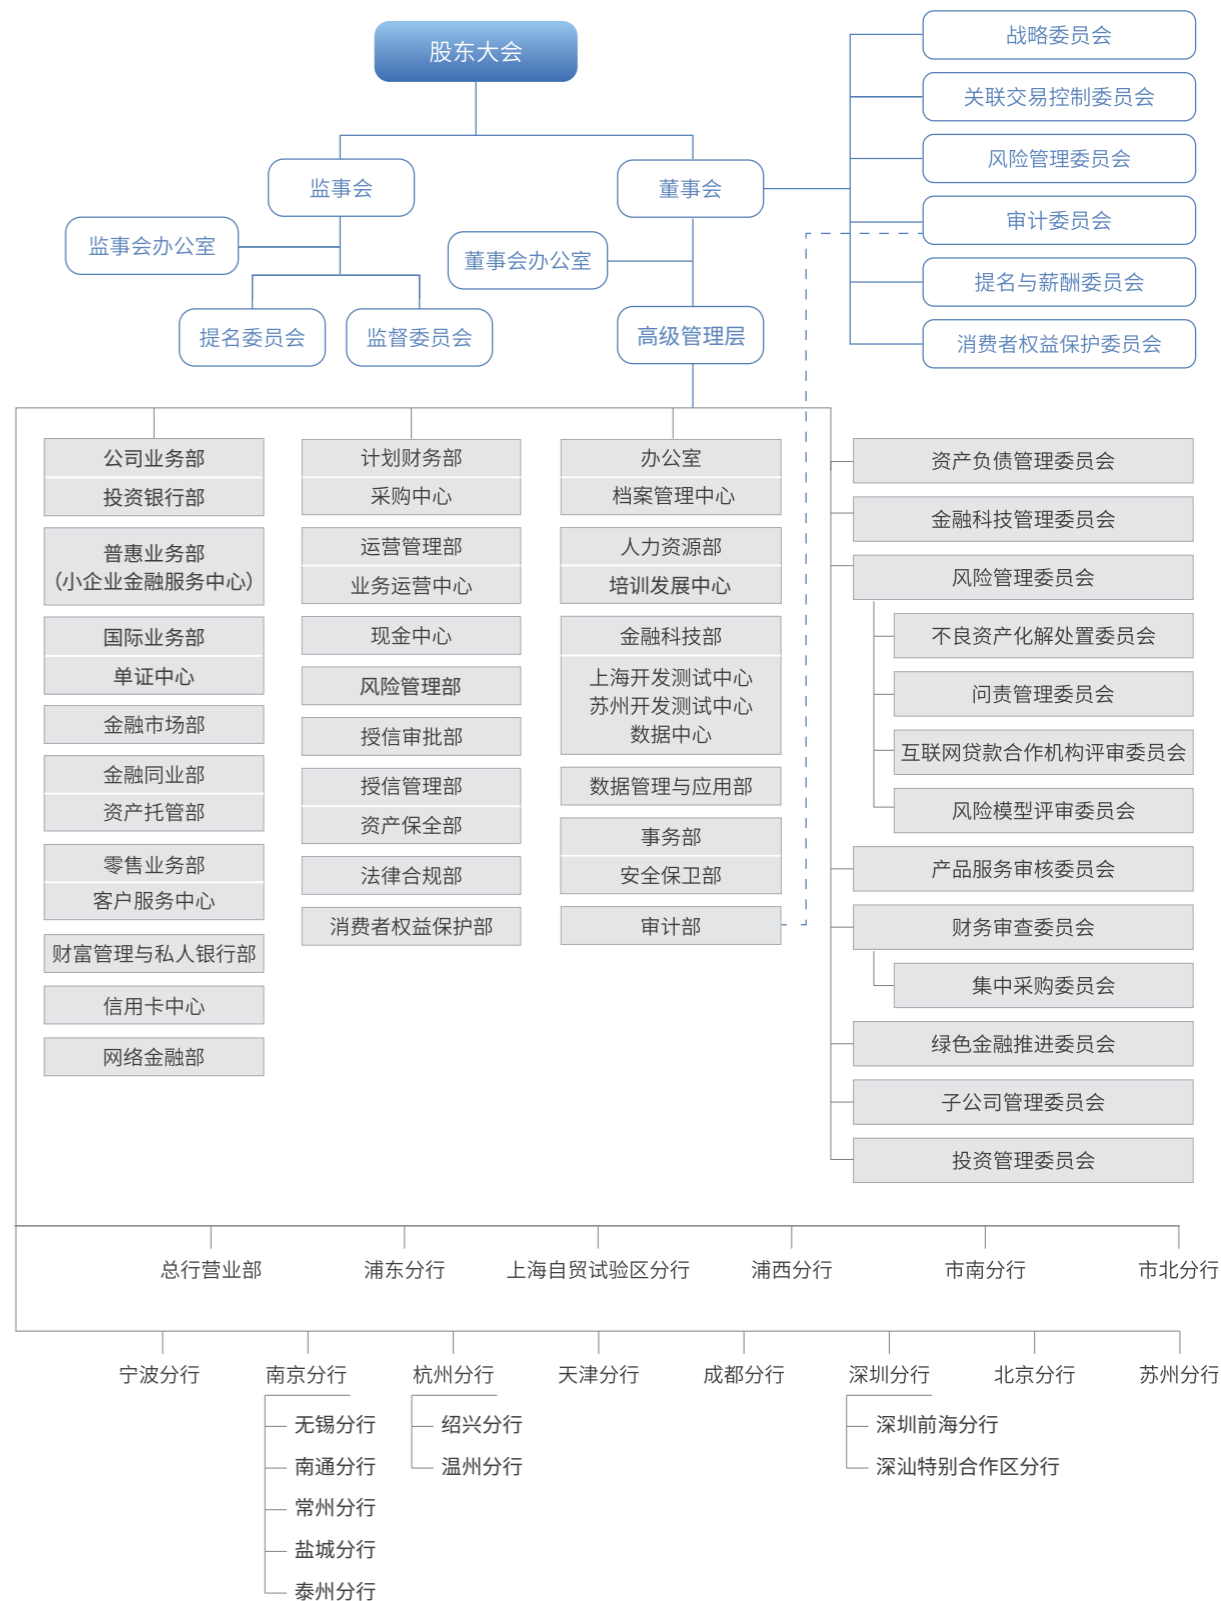 股东大会
监事会
董事会
监事会办公室
董事会办公室
提名委员会
监督委员会
高级管理层
战略委员会
关联交易控制委员会
风险管理委员会
审计委员会
提名与薪酬委员会
消费者权益保护委员会
公司业务部
投资银行部
普惠业务部
（小企业金融服务中心）
国际业务部
单证中心
金融市场部
金融同业部
资产托管部
零售业务部
客户服务中心
财富管理与私人银行部
信用卡中心
网络金融部
计划财务部
采购中心
运营管理部
业务运营中心
现金中心
风险管理部
授信审批部
授信管理部
资产保全部
法律合规部
消费者权益保护部
办公室
档案管理中心
人力资源部
培训发展中心
金融科技部
上海开发测试中心
苏州开发测试中心
数据中心
数据管理与应用部
事务部
安全保卫部
审计部
资产负债管理委员会
金融科技管理委员会
风险管理委员会
不良资产化解处置委员会
问责管理委员会
互联网贷款合作机构评审委员会
风险模型评审委员会
产品服务审核委员会
财务审查委员会
集中采购委员会
绿色金融推进委员会
子公司管理委员会
投资管理委员会
总行营业部
浦东分行
上海自贸试验区分行
浦西分行
市南分行
市北分行
宁波分行
南京分行
杭州分行
天津分行
成都分行
深圳分行
北京分行
苏州分行
无锡分行
南通分行
常州分行
盐城分行
泰州分行
绍兴分行
温州分行
深圳前海分行
深汕特别合作区分行